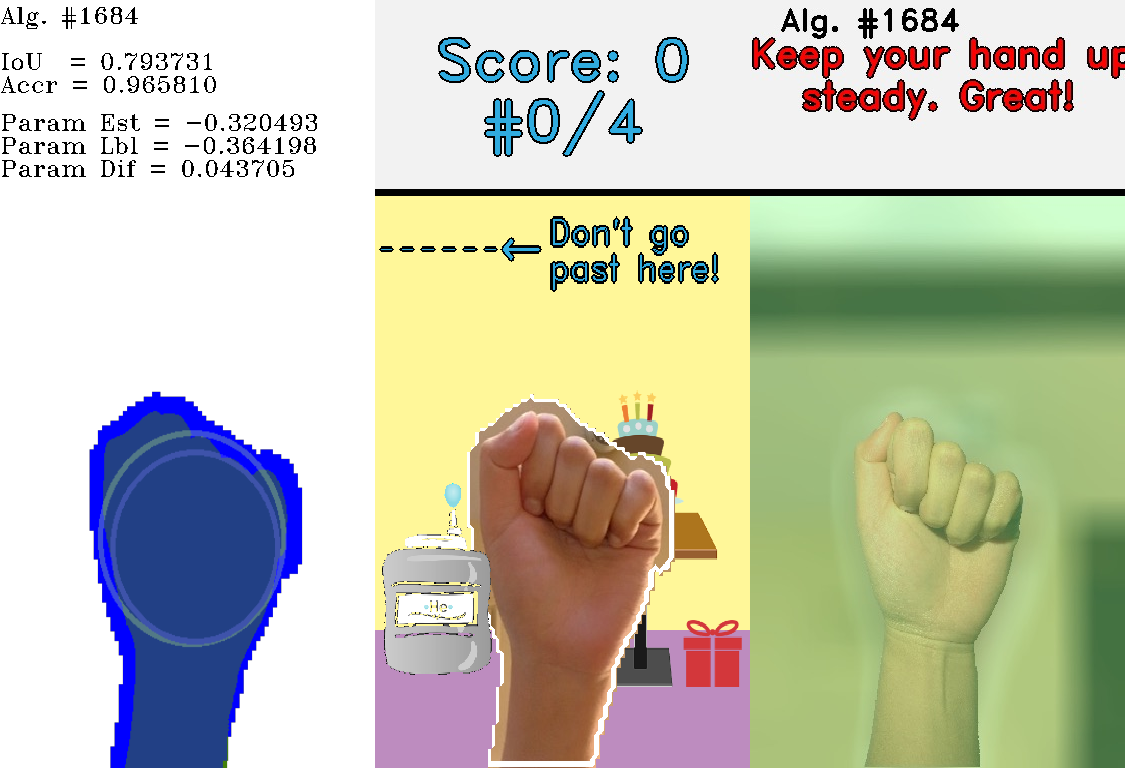 Alg. #1684
IoU = 0.793731
Accr = 0.965810
Param Est = −0.320493
Param Lbl = −0.364198
Param Dif = 0.043705
Score: 0
#0/4
Alg. #1684
Keep your hand up
steady. Great!
Don't go
past here!